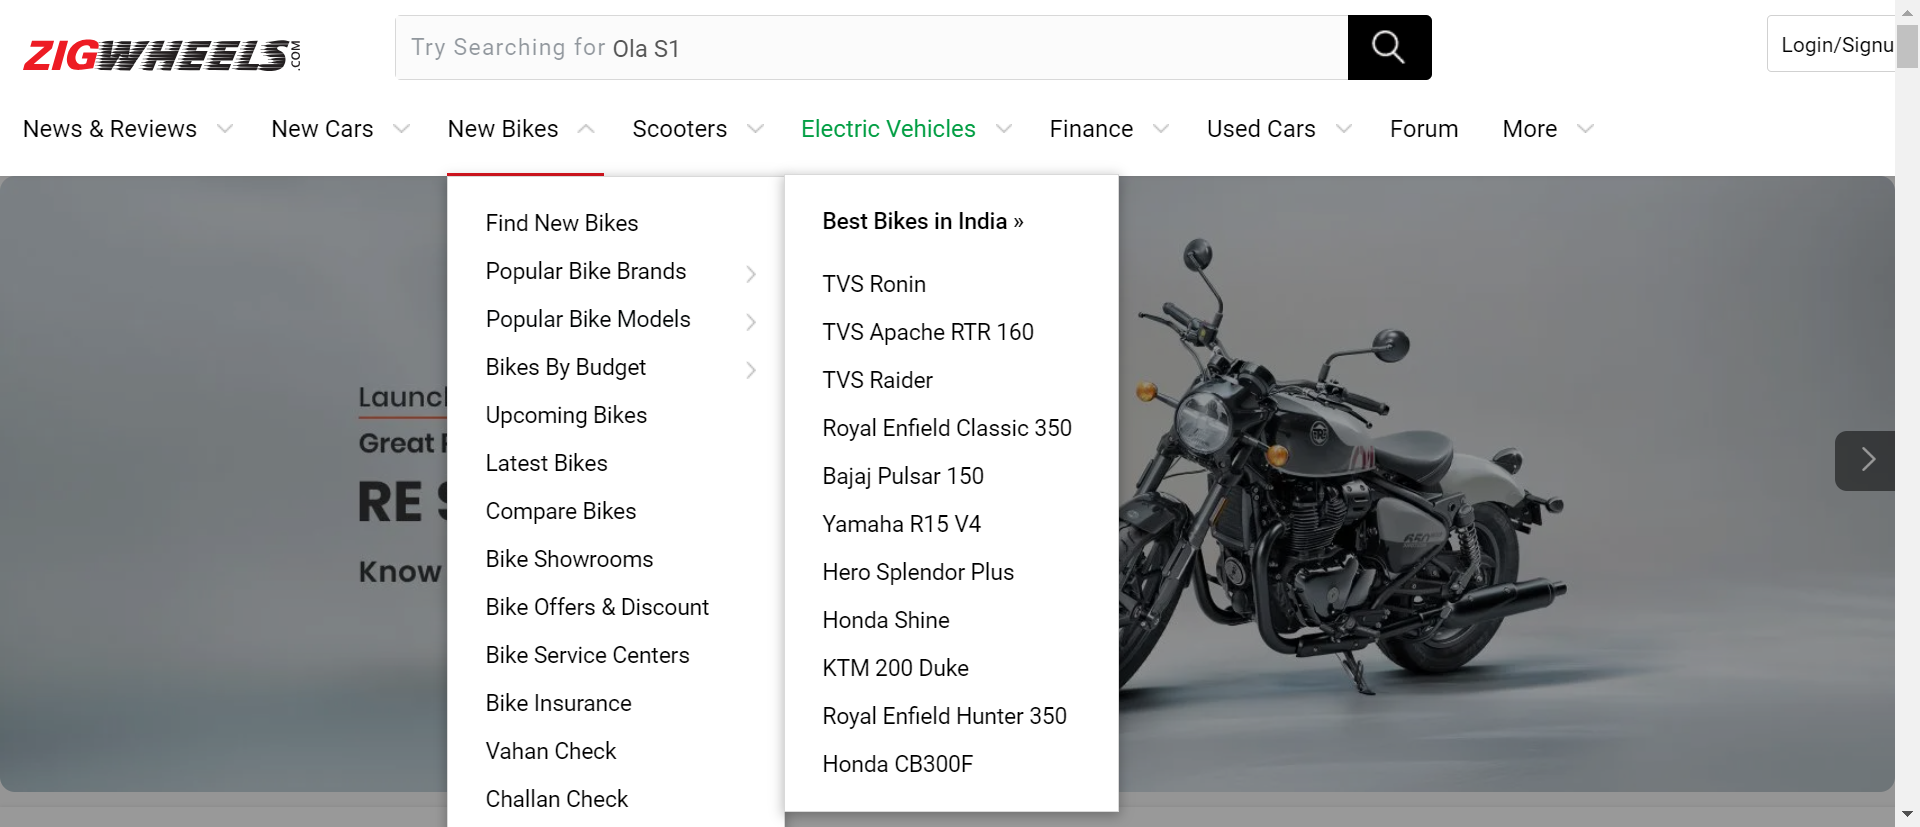 ZIGWHEELS.COM
Try Searching for Ola S1
Login/Signu
News & Reviews
New Cars
New Bikes
Scooters
Electric Vehicles
Finance
Used Cars
Forum
More
Find New Bikes
Popular Bike Brands
Popular Bike Models
Bikes By Budget
Upcoming Bikes
Latest Bikes
Compare Bikes
Bike Showrooms
Bike Offers & Discount
Bike Service Centers
Bike Insurance
Vahan Check
Challan Check
Best Bikes in India »
TVS Ronin
TVS Apache RTR 160
TVS Raider
Royal Enfield Classic 350
Bajaj Pulsar 150
Yamaha R15 V4
Hero Splendor Plus
Honda Shine
KTM 200 Duke
Royal Enfield Hunter 350
Honda CB300F
Launc
Great
RE
Know
650